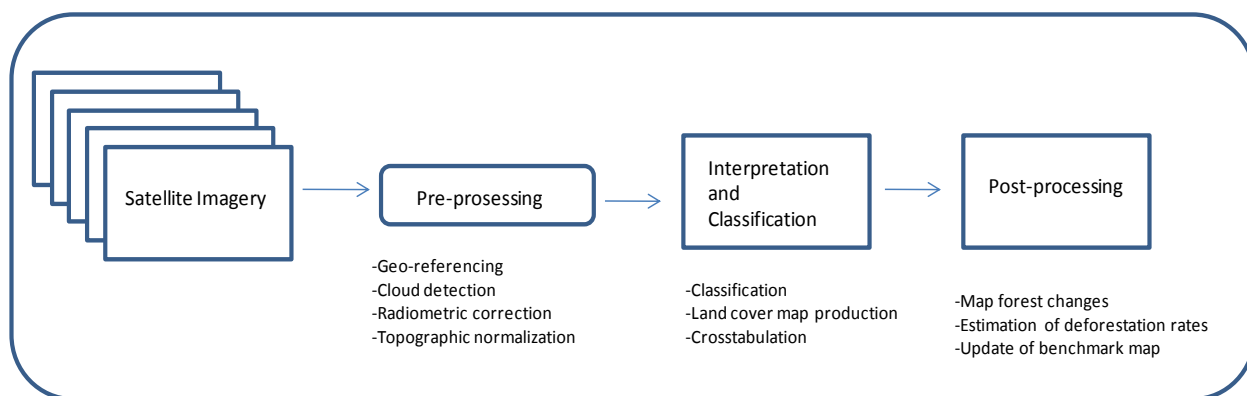 Satellite Imagery
Pre-prosessing
-Geo-referencing
-Cloud detection
-Radiometric correction
-Topographic normalization
Interpretation
and
Classification
-Classification
-Land cover map production
-Crosstabulation
Post-processing
-Map forest changes
-Estimation of deforestation rates
-Update of benchmark map